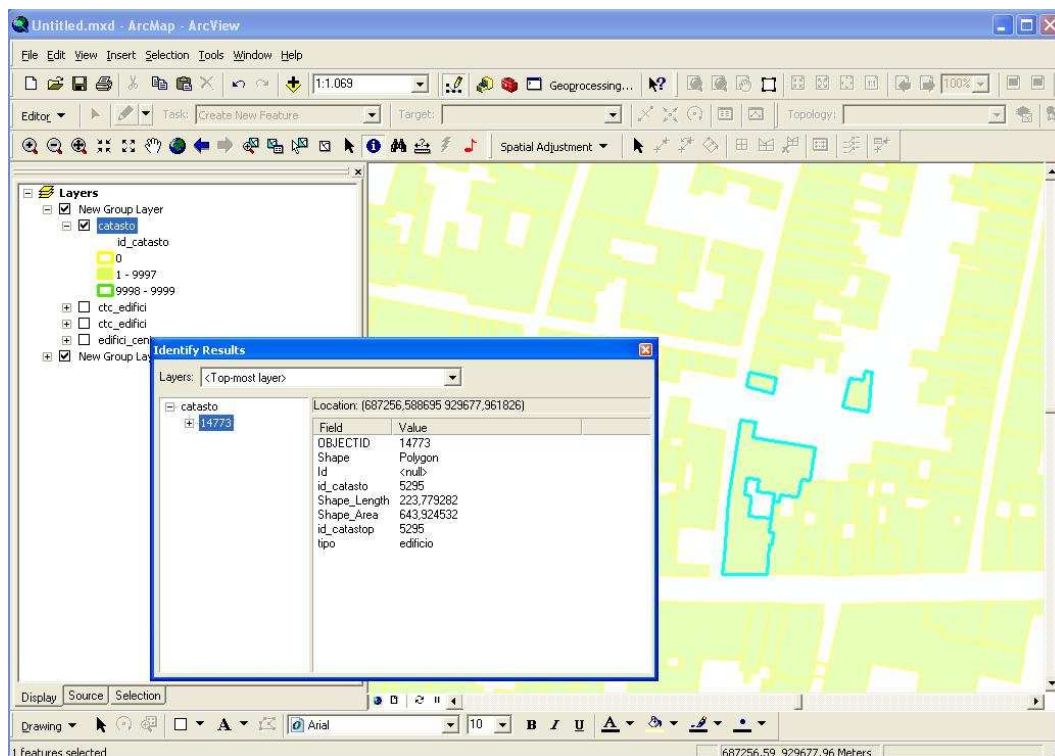 Untitled.mxd - ArcMap - ArcView
File Edit View Insert Selection Tools Window Help
1:1.069 Geoprocessing... 100%
Editor Task: Create New Feature Target: Topology:
Spatial Adjustment
Layers
New Group Layer
catasto
id_catasto
0
1 - 9997
9998 - 9999
ctc_edifici
ctc_edifici
edifici_cen
New Group La
Identify Results
Layers: <Top-most layer>
catasto
14773
Location: (687256,588695 929677,961826)
Field Value
OBJECTID 14773
Shape Polygon
Id <null>
id_catasto 5295
Shape_Length 223,779282
Shape_Area 643,924532
id_catastop 5295
tipo edificio
Display Source Selection
Drawing A Arial 10 B I U A
1 features selected 687256,59 929677,96 Meters